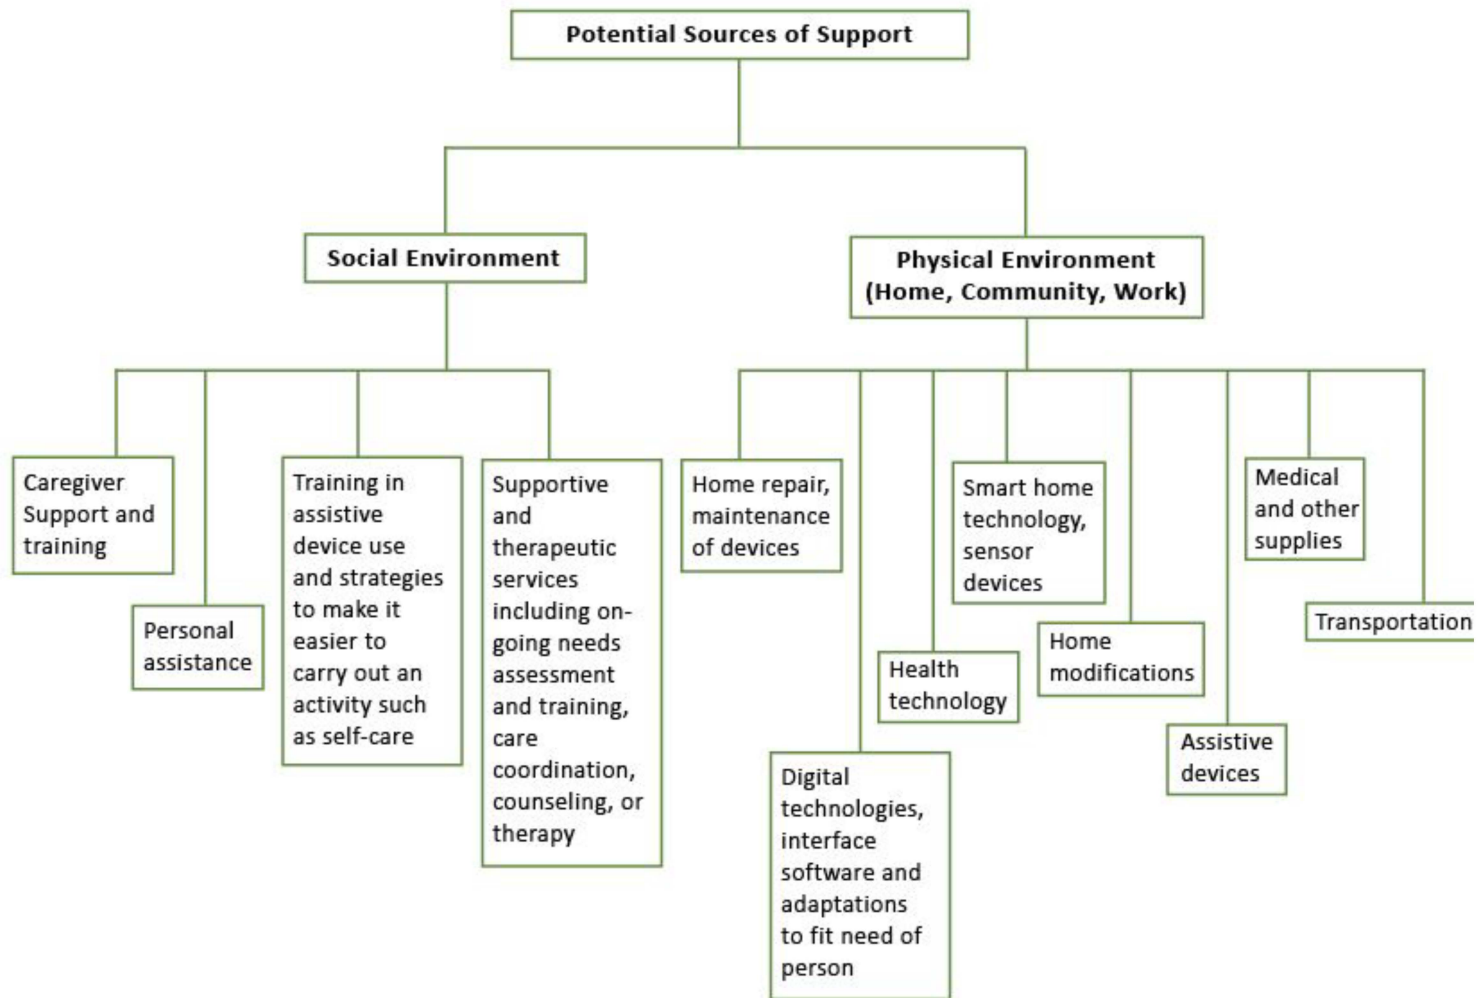 Potential Sources of Support
Social Environment
Physical Environment
(Home, Community, Work)
Caregiver
Support and
training
Personal
assistance
Training in
assistive
device use
and strategies
to make it
easier to
carry out an
activity such
as self-care
Supportive
and
therapeutic
services
including on-
going needs
assessment
and training,
care
coordination,
counseling, or
therapy
Home repair,
maintenance
of devices
Digital
technologies,
interface
software and
adaptations
to fit need of
person
Health
technology
Smart home
technology,
sensor
devices
Home
modifications
Assistive
devices
Medical
and other
supplies
Transportation